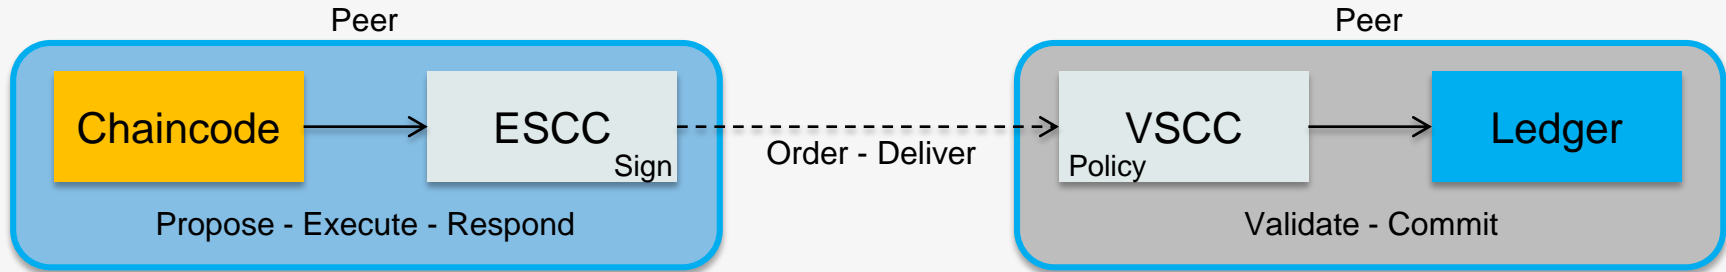 Peer
Chaincode
ESCC
Sign
Propose - Execute - Respond
Order - Deliver
Peer
VSCC
Policy
Ledger
Validate - Commit